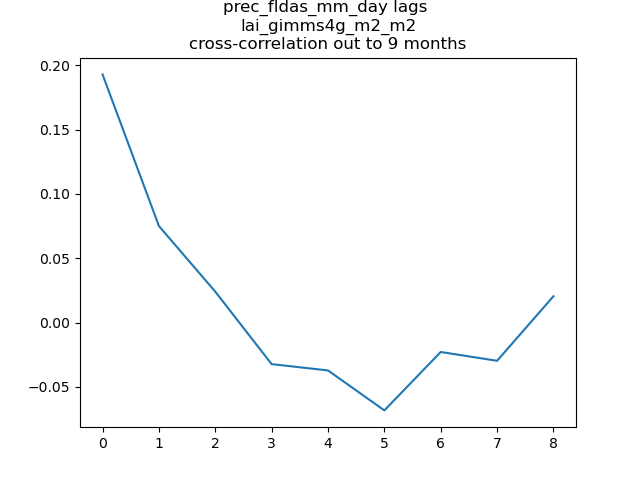 prec_fldas_mm_day lags
lai_gimms4g_m2_m2
cross-correlation out to 9 months
0.20
0.15
0.10
0.05
0.00
−0.05
0 1 2 3 4 5 6 7 8